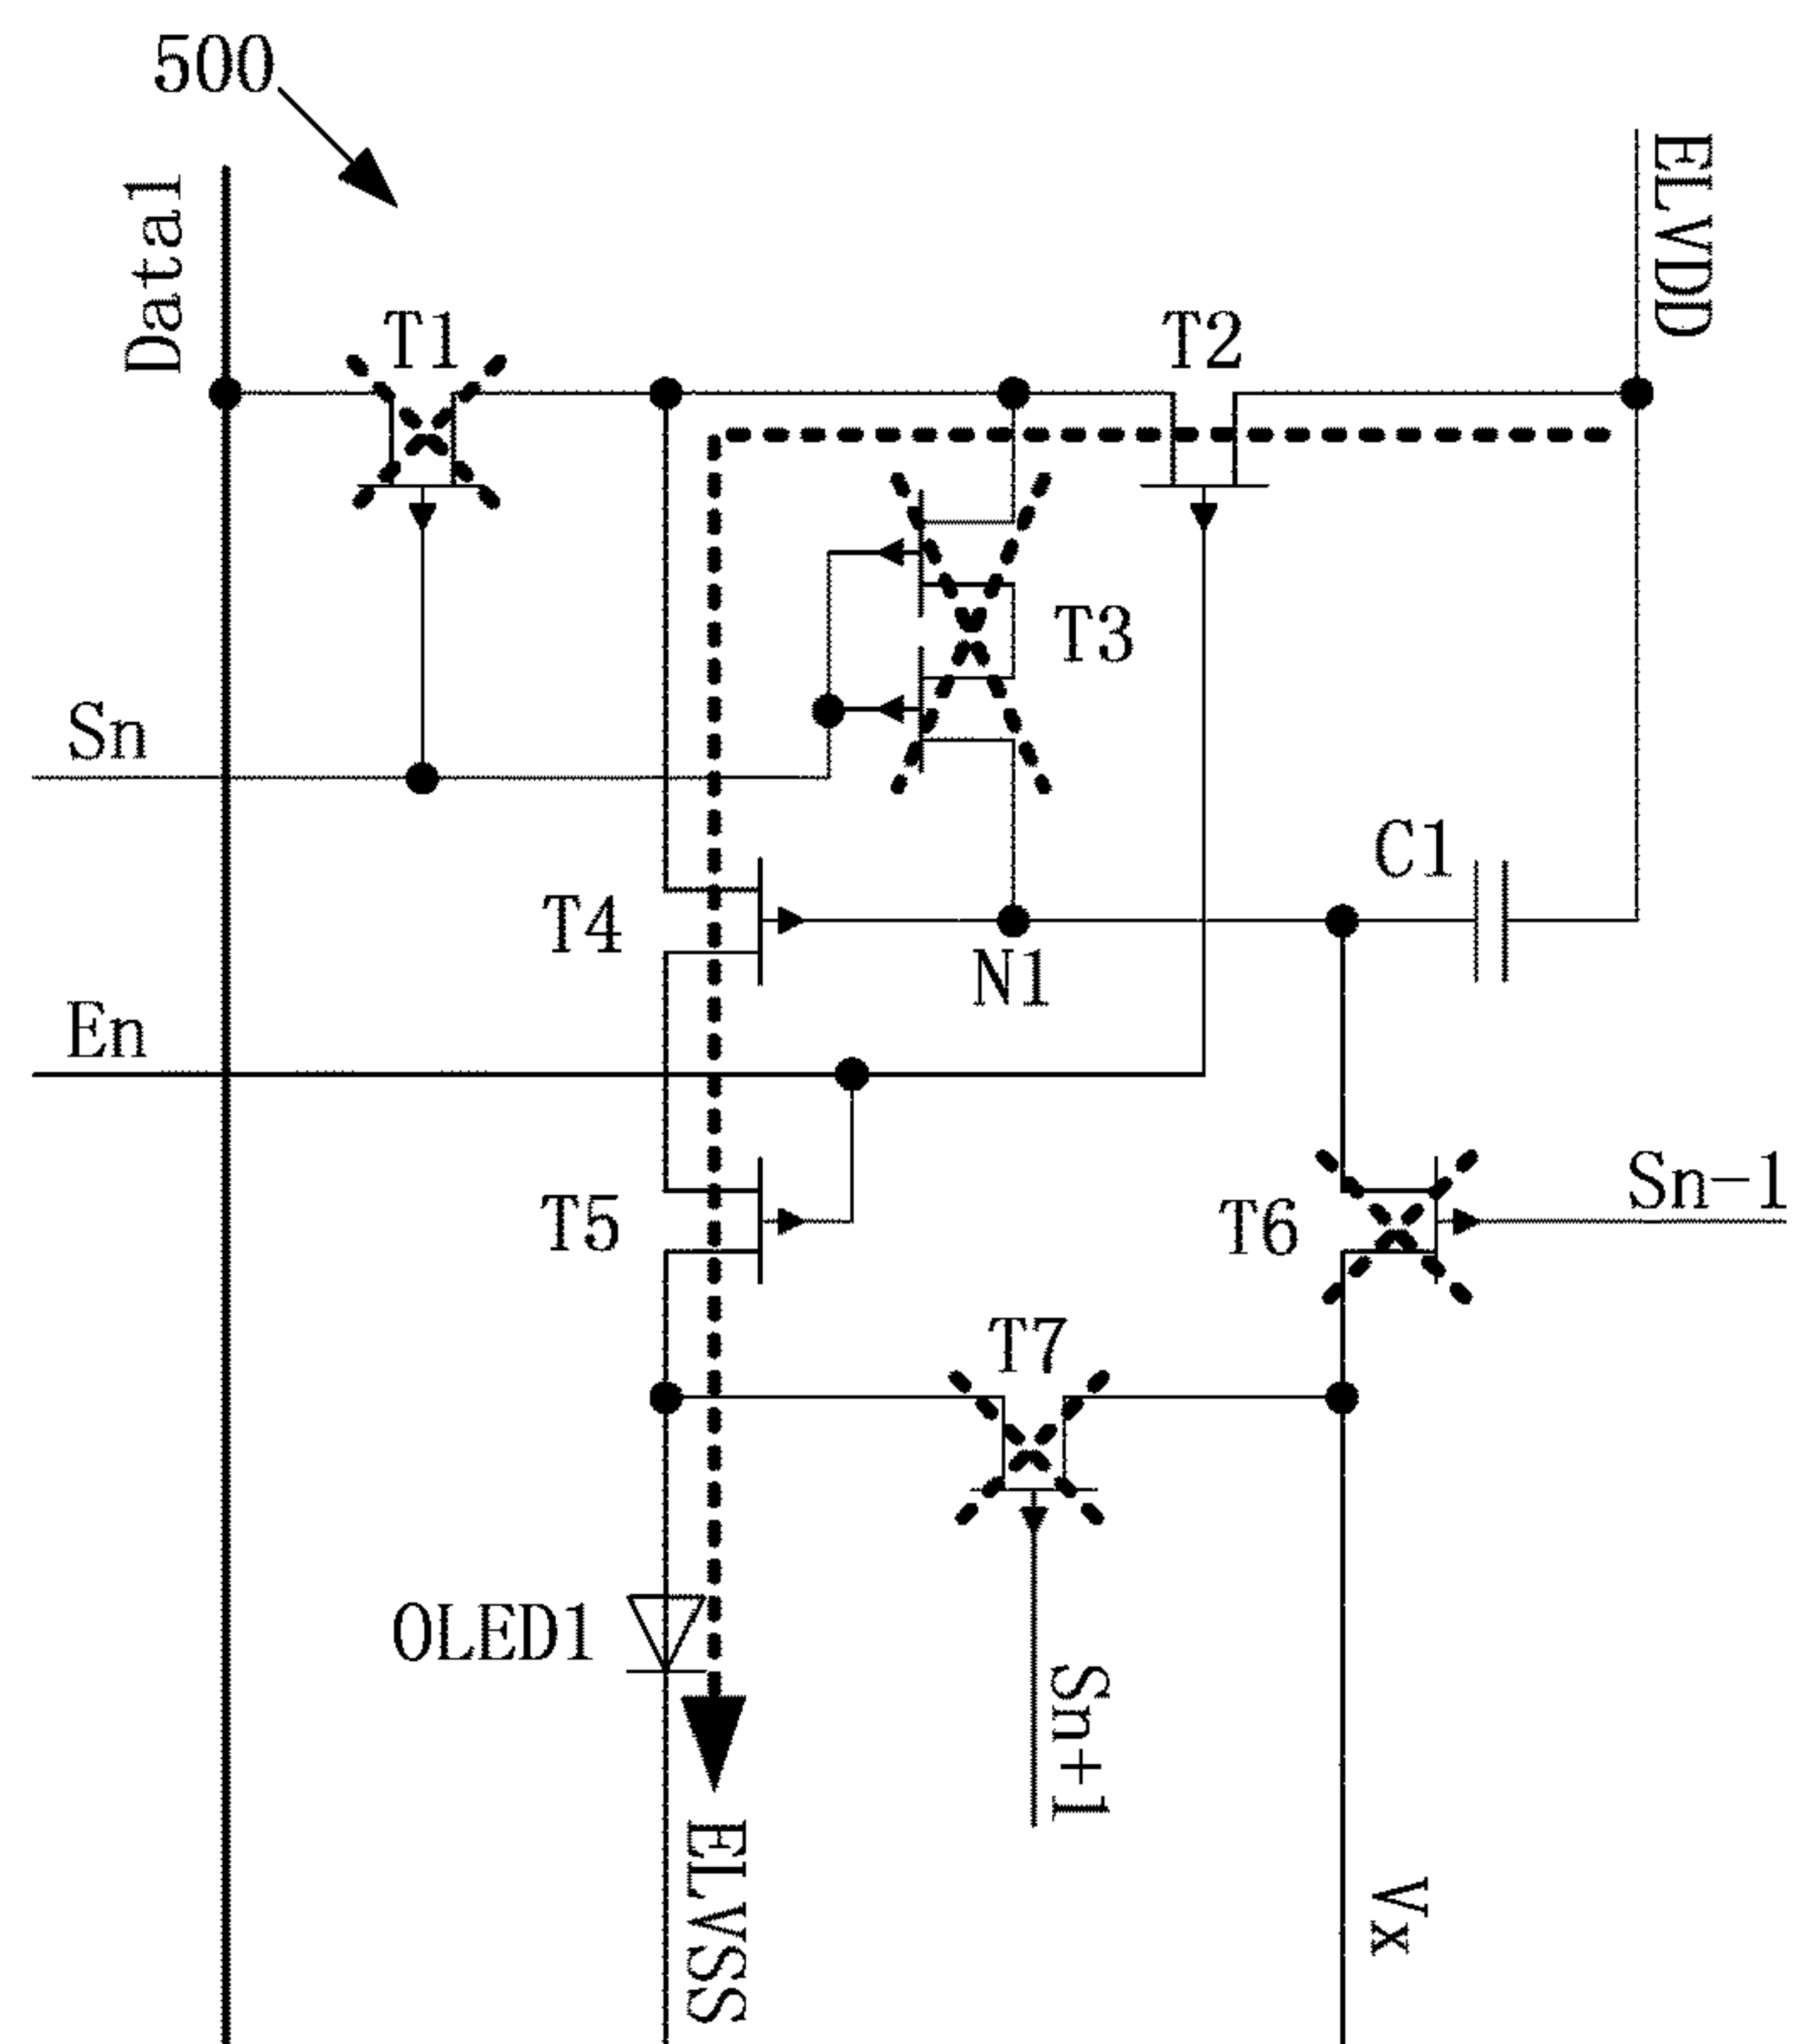 500
Data1
ELVDD
T1
T2
T3
Sn
C1
T4
N1
En
T5
T6
Sn-1
T7
OLED1
Sn+1
ELVSS
Vx